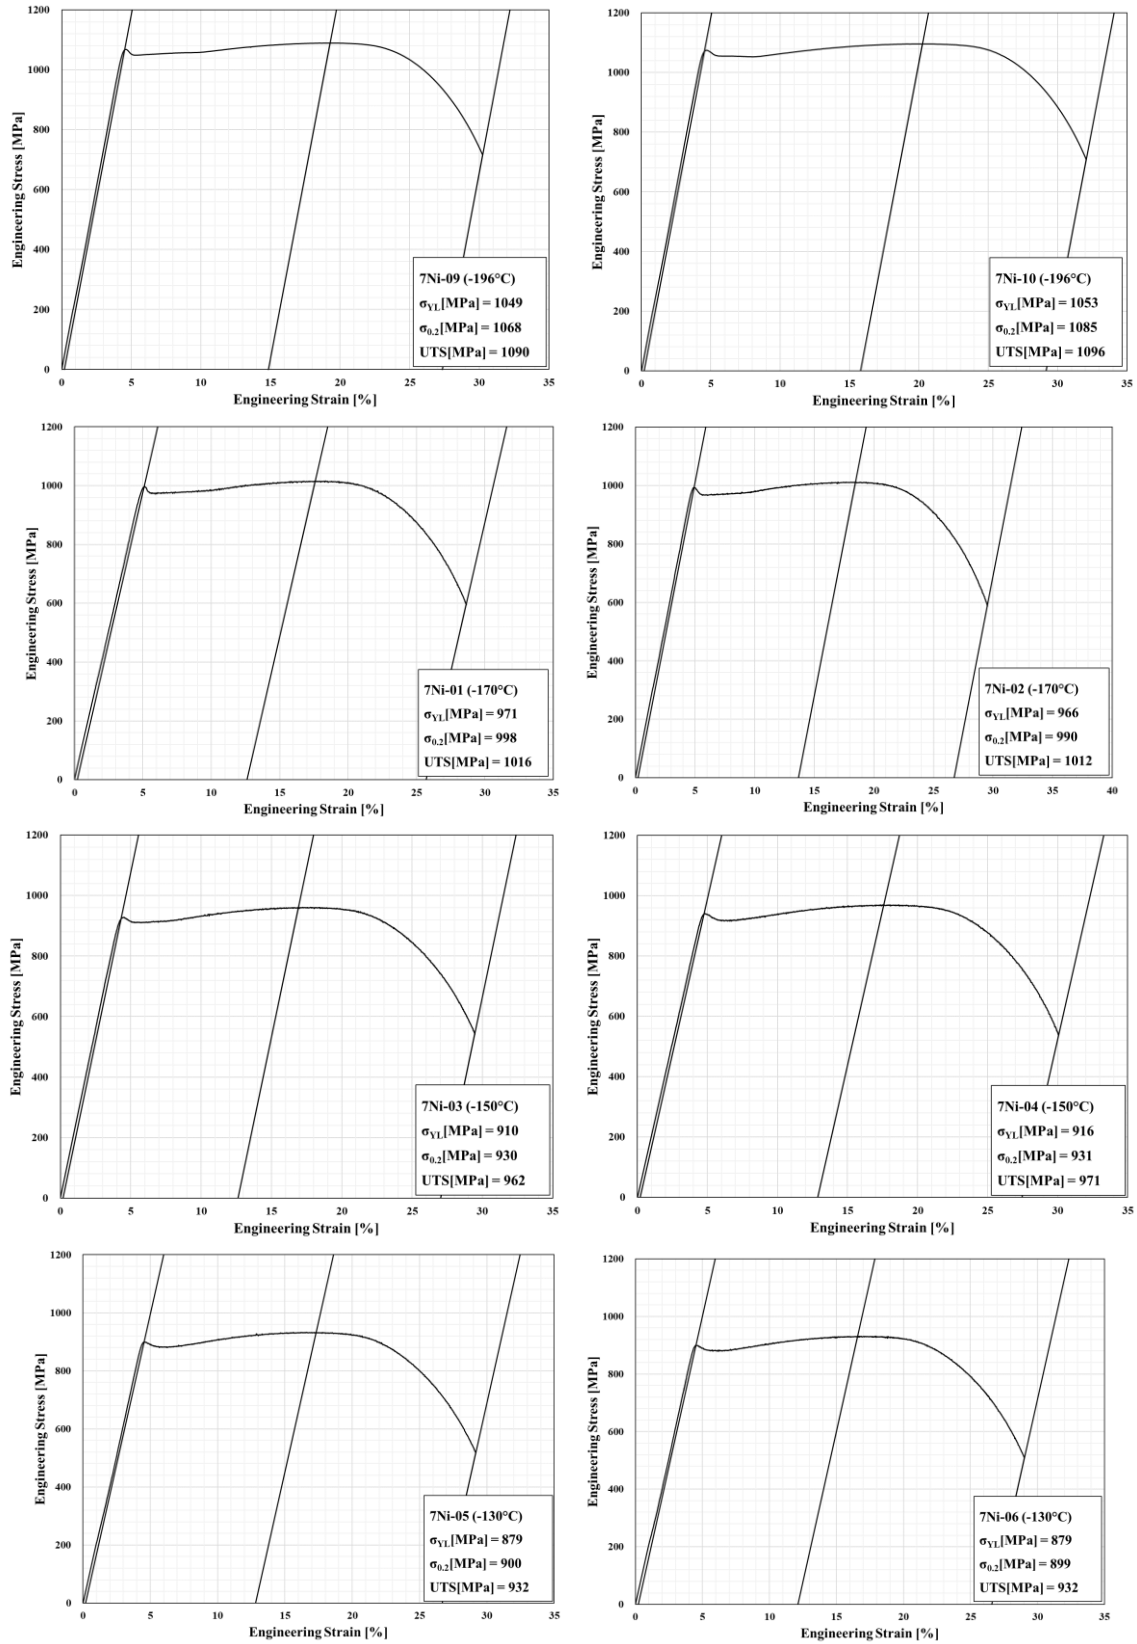 1200
1000
800
600
400
200
0
Engineering Stress [MPa]
7Ni-09 (-196°C)
σYL[MPa] = 1049
σ0.2[MPa] = 1068
UTS[MPa] = 1090
0 5 10 15 20 25 30 35
Engineering Strain [%]
1200
1000
800
600
400
200
0
Engineering Stress [MPa]
7Ni-10 (-196°C)
σYL[MPa] = 1053
σ0.2[MPa] = 1085
UTS[MPa] = 1096
0 5 10 15 20 25 30 35
Engineering Strain [%]
1200
1000
800
600
400
200
0
Engineering Stress [MPa]
7Ni-01 (-170°C)
σYL[MPa] = 971
σ0.2[MPa] = 998
UTS[MPa] = 1016
0 5 10 15 20 25 30 35
Engineering Strain [%]
1200
1000
800
600
400
200
0
Engineering Stress [MPa]
7Ni-02 (-170°C)
σYL[MPa] = 966
σ0.2[MPa] = 990
UTS[MPa] = 1012
0 5 10 15 20 25 30 35 40
Engineering Strain [%]
1200
1000
800
600
400
200
0
Engineering Stress [MPa]
7Ni-03 (-150°C)
σYL[MPa] = 910
σ0.2[MPa] = 930
UTS[MPa] = 962
0 5 10 15 20 25 30 35
Engineering Strain [%]
1200
1000
800
600
400
200
0
Engineering Stress [MPa]
7Ni-04 (-150°C)
σYL[MPa] = 916
σ0.2[MPa] = 931
UTS[MPa] = 971
0 5 10 15 20 25 30 35
Engineering Strain [%]
1200
1000
800
600
400
200
0
Engineering Stress [MPa]
7Ni-05 (-130°C)
σYL[MPa] = 879
σ0.2[MPa] = 900
UTS[MPa] = 932
0 5 10 15 20 25 30 35
Engineering Strain [%]
1200
1000
800
600
400
200
0
Engineering Stress [MPa]
7Ni-06 (-130°C)
σYL[MPa] = 879
σ0.2[MPa] = 899
UTS[MPa] = 932
0 5 10 15 20 25 30 35
Engineering Strain [%]